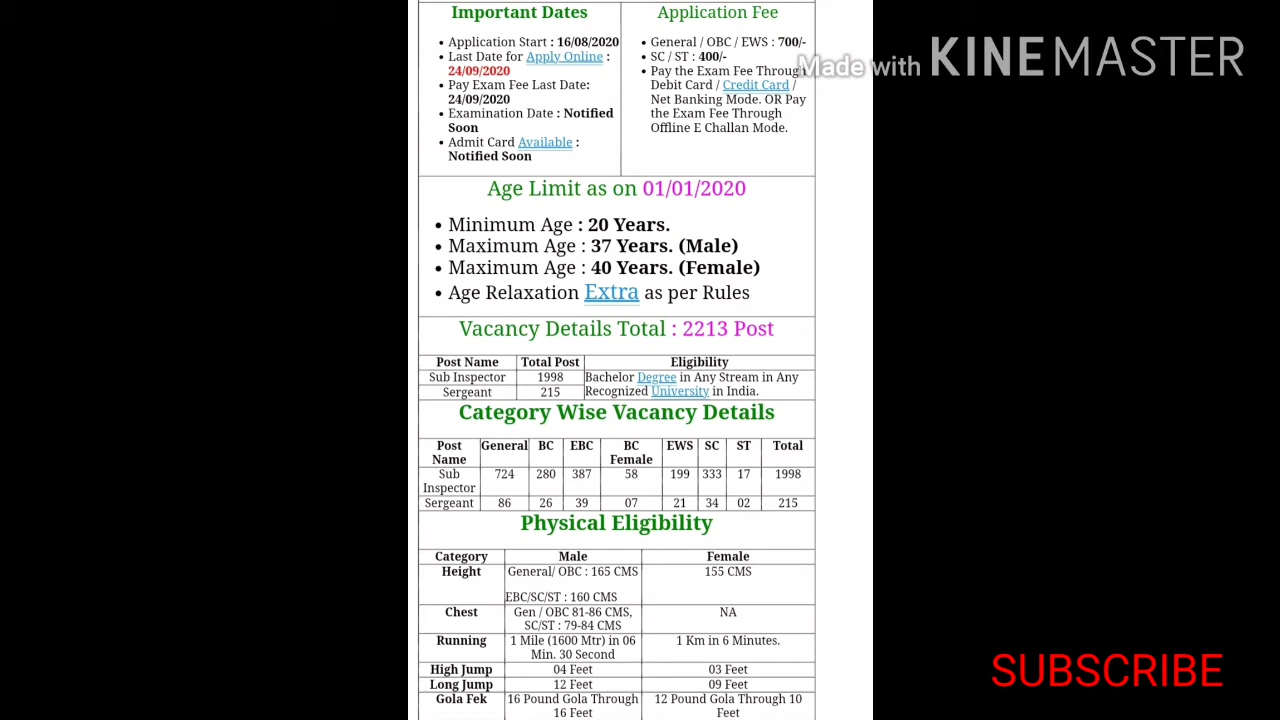 Important Dates
Application Start : 16/08/2020
Last Date for Apply Online :
24/09/2020
Pay Exam Fee Last Date:
24/09/2020
Examination Date : Notified
Soon
Admit Card Available :
Notified Soon
Application Fee
General / OBC / EWS : 700/-
SC / ST : 400/-
Pay the Exam Fee Through
Debit Card / Credit Card /
Net Banking Mode. OR Pay
the Exam Fee Through
Offline E Challan Mode.
Made with KINEMASTER
Age Limit as on 01/01/2020
Minimum Age : 20 Years.
Maximum Age : 37 Years. (Male)
Maximum Age : 40 Years. (Female)
Age Relaxation Extra as per Rules
Vacancy Details Total : 2213 Post
Post Name Total Post Eligibility
Sub Inspector 1998 Bachelor Degree in Any Stream in Any
Sergeant 215 Recognized University in India.
Category Wise Vacancy Details
Post General BC EBC BC EWS SC ST Total
Name Female
Sub 724 280 387 58 199 333 17 1998
Inspector
Sergeant 86 26 39 07 21 34 02 215
Physical Eligibility
Category Male Female
Height General/ OBC : 165 CMS 155 CMS
EBC/SC/ST : 160 CMS
Chest Gen / OBC 81-86 CMS, NA
SC/ST : 79-84 CMS
Running 1 Mile (1600 Mtr) in 06 1 Km in 6 Minutes.
Min. 30 Second
High Jump 04 Feet 03 Feet
Long Jump 12 Feet 09 Feet
Gola Fek 16 Pound Gola Through 12 Pound Gola Through 10
16 Feet Feet
SUBSCRIBE